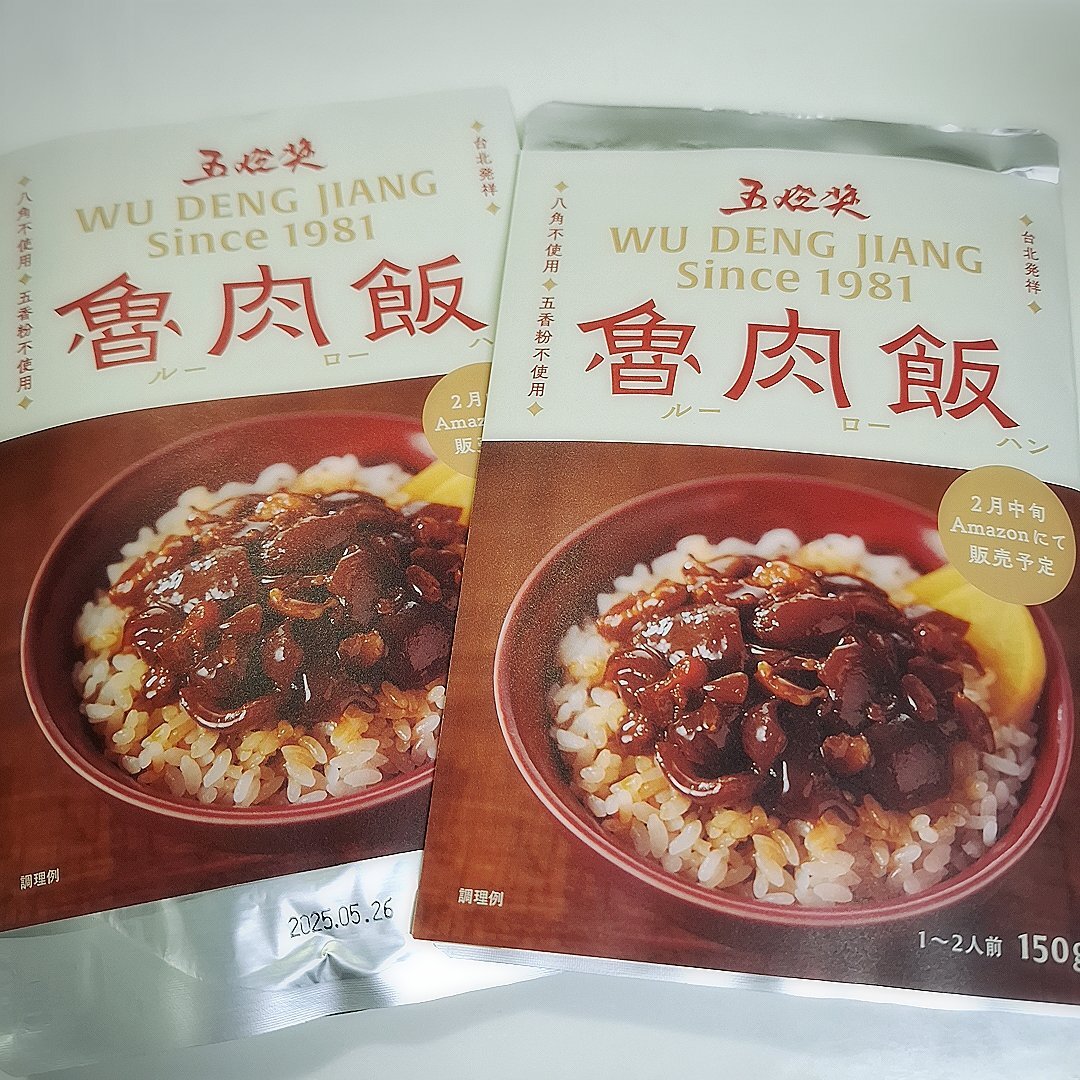 五燈奬
WU DENG JIANG
Since 1981
台北発祥
八角不使用
五香粉不使用
魯肉飯
ルーローハ
2月
Amaz
販
調理例
2025.05.26
五燈奬
WU DENG JIANG
Since 1981
台北発祥
八角不使用
五香粉不使用
魯肉飯
ルーローハン
2月中旬
Amazonにて
販売予定
調理例
1〜2人前 150g